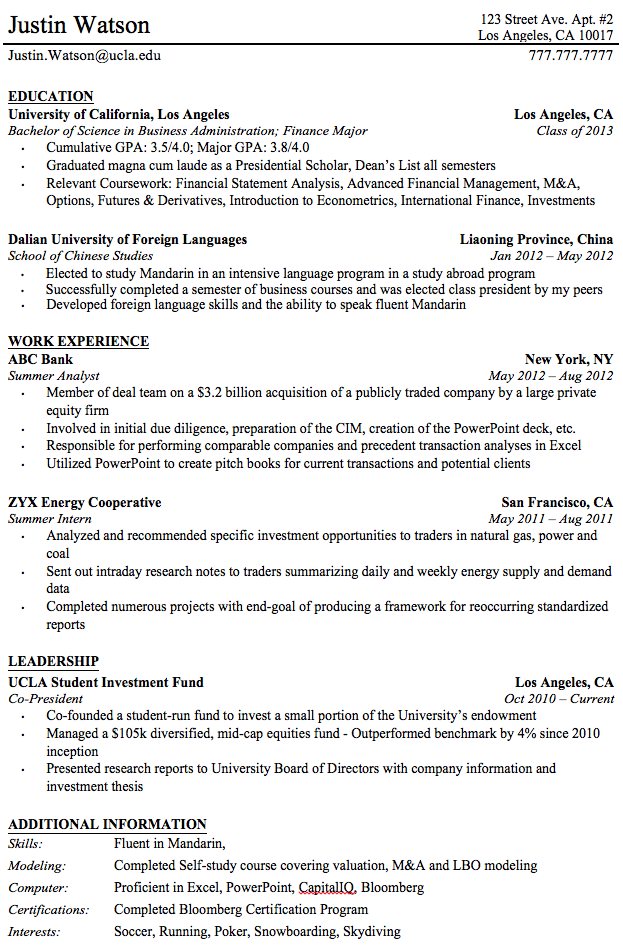 Justin Watson 123 Street Ave. Apt. #2
Los Angeles, CA 10017
Justin.Watson@ucla.edu 777.777.7777
EDUCATION
University of California, Los Angeles Los Angeles, CA
Bachelor of Science in Business Administration; Finance Major Class of 2013
· Cumulative GPA: 3.5/4.0; Major GPA: 3.8/4.0
· Graduated magna cum laude as a Presidential Scholar, Dean's List all semesters
· Relevant Coursework: Financial Statement Analysis, Advanced Financial Management, M&A,
Options, Futures & Derivatives, Introduction to Econometrics, International Finance, Investments
Dalian University of Foreign Languages Liaoning Province, China
School of Chinese Studies Jan 2012 – May 2012
· Elected to study Mandarin in an intensive language program in a study abroad program
· Successfully completed a semester of business courses and was elected class president by my peers
· Developed foreign language skills and the ability to speak fluent Mandarin
WORK EXPERIENCE
ABC Bank New York, NY
Summer Analyst May 2012 – Aug 2012
· Member of deal team on a $3.2 billion acquisition of a publicly traded company by a large private
equity firm
· Involved in initial due diligence, preparation of the CIM, creation of the PowerPoint deck, etc.
· Responsible for performing comparable companies and precedent transaction analyses in Excel
· Utilized PowerPoint to create pitch books for current transactions and potential clients
ZYX Energy Cooperative San Francisco, CA
Summer Intern May 2011 – Aug 2011
· Analyzed and recommended specific investment opportunities to traders in natural gas, power and
coal
· Sent out intraday research notes to traders summarizing daily and weekly energy supply and demand
data
· Completed numerous projects with end-goal of producing a framework for reoccurring standardized
reports
LEADERSHIP
UCLA Student Investment Fund Los Angeles, CA
Co-President Oct 2010 – Current
· Co-founded a student-run fund to invest a small portion of the University's endowment
· Managed a $105k diversified, mid-cap equities fund - Outperformed benchmark by 4% since 2010
inception
· Presented research reports to University Board of Directors with company information and
investment thesis
ADDITIONAL INFORMATION
Skills: Fluent in Mandarin,
Modeling: Completed Self-study course covering valuation, M&A and LBO modeling
Computer: Proficient in Excel, PowerPoint, CapitalIQ, Bloomberg
Certifications: Completed Bloomberg Certification Program
Interests: Soccer, Running, Poker, Snowboarding, Skydiving